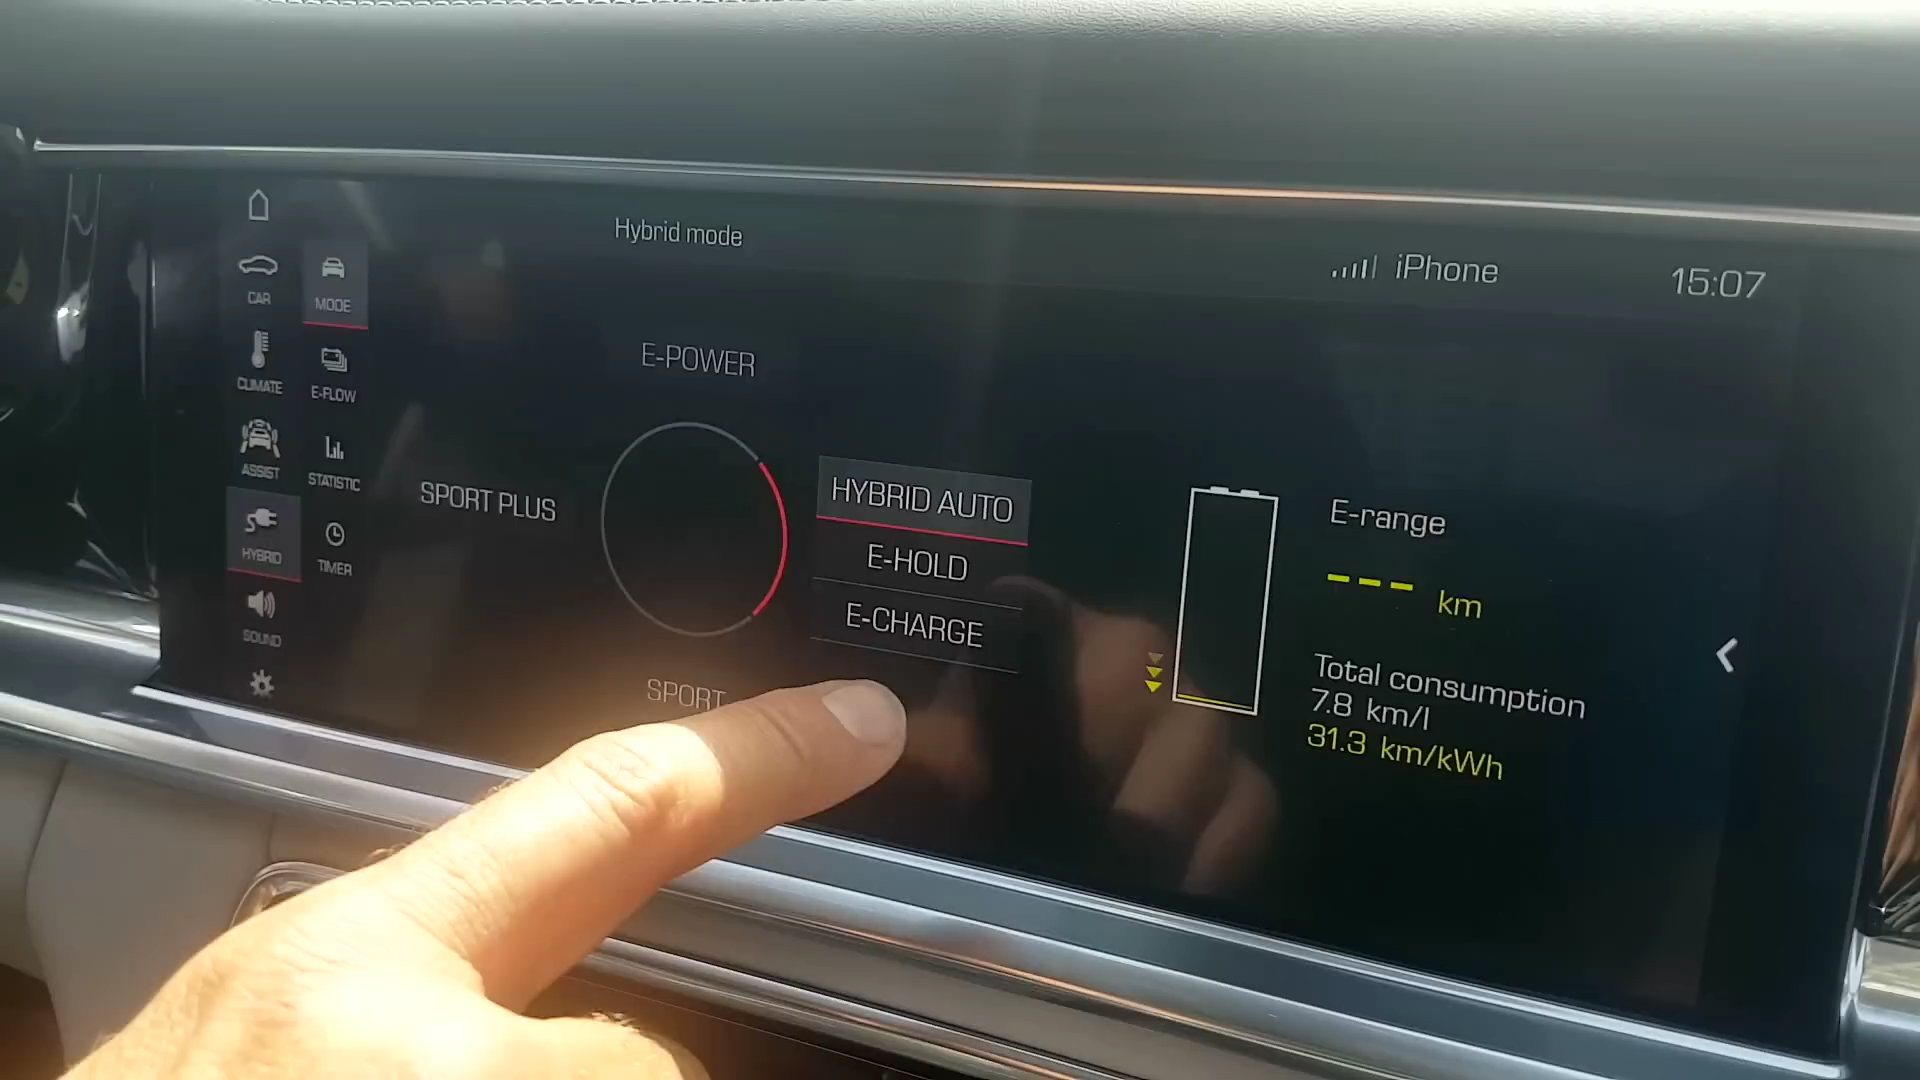 Hybrid mode
iPhone
15:07
CAR
MODE
CLIMATE
E-FLOW
ASSIST
STATISTIC
HYBRID
TIMER
SOUND
E-POWER
SPORT PLUS
HYBRID AUTO
E-HOLD
E-CHARGE
SPORT
E-range
--- km
Total consumption
7.8 km/l
31.3 km/kWh